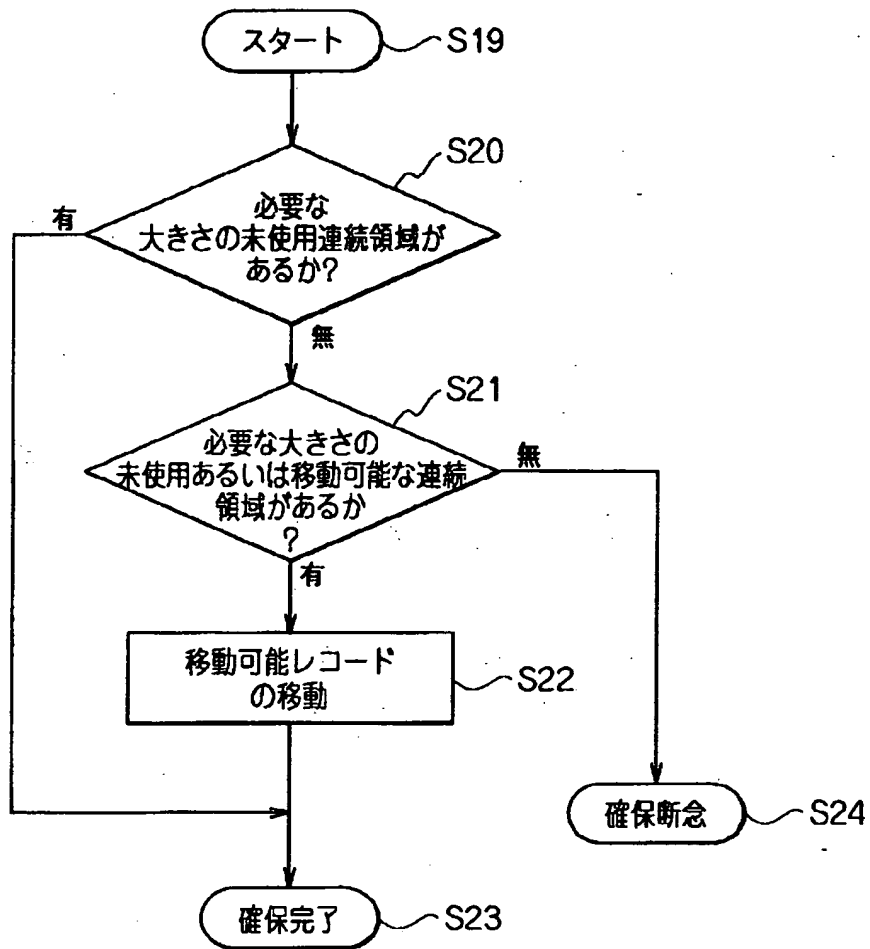 スタート
S19
S20
必要な
大きさの未使用連続領域が
あるか?
有
無
S21
必要な大きさの
未使用あるいは移動可能な連続
領域があるか
?
無
有
移動可能レコード
の移動
S22
確保断念
S24
確保完了
S23